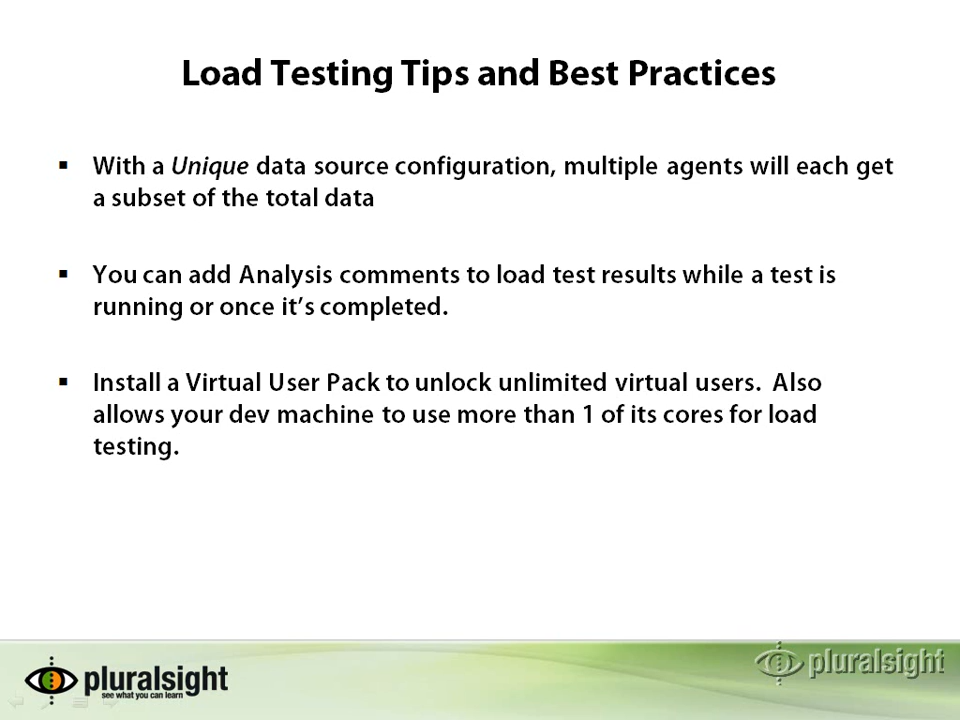 Load Testing Tips and Best Practices
▪ With a Unique data source configuration, multiple agents will each get
a subset of the total data
▪ You can add Analysis comments to load test results while a test is
running or once it’s completed.
▪ Install a Virtual User Pack to unlock unlimited virtual users.  Also
allows your dev machine to use more than 1 of its cores for load
testing.
pluralsight
see what you can learn
pluralsight